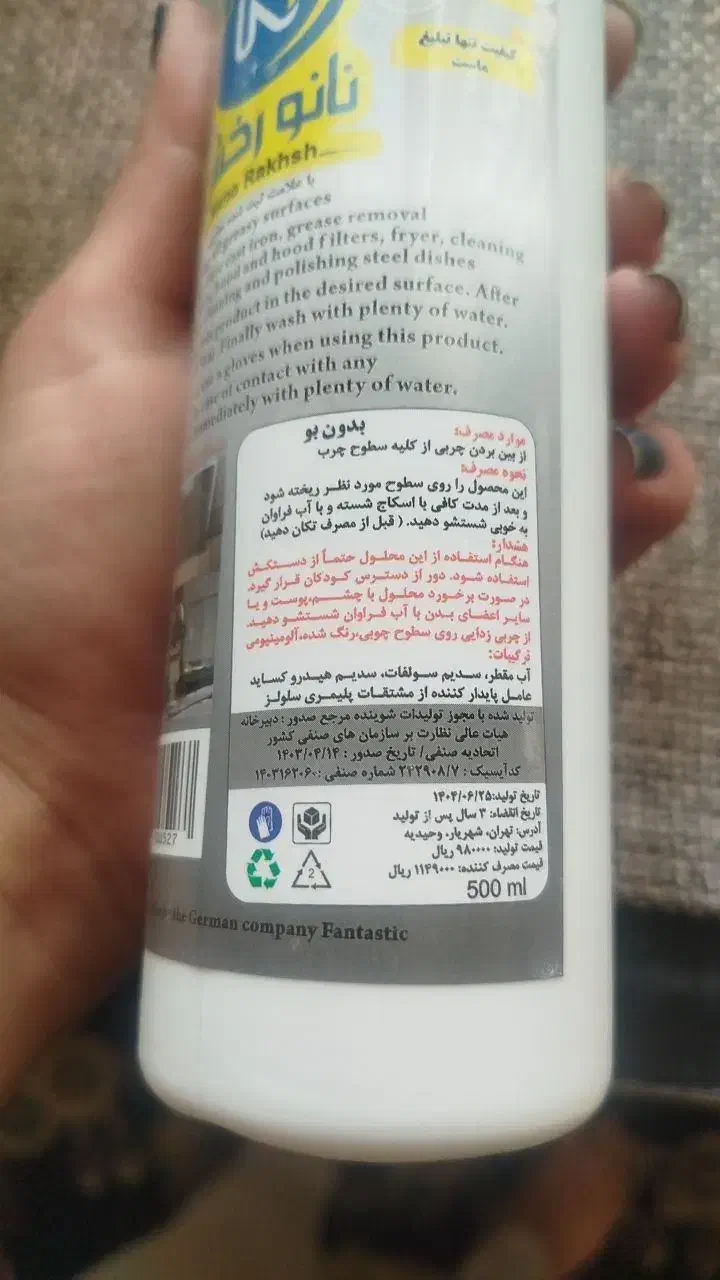 کیفیت تنها تبلیغ
ماست
نانو
Rakhsh
greasy surfaces
cast iron, grease removal
and hood filters, fryer, cleaning
and polishing steel dishes
product in the desired surface. After
Finally wash with plenty of water.
gloves when using this product.
of contact with any
immediately with plenty of water.
بدون بو
موارد مصرف:
از بین بردن چربی از کلیه سطوح چرب
نحوه مصرف:
این محصول را روی سطوح مورد نظر ریخته شود
و بعد از مدت کافی با اسکاج شسته و با آب فراوان
به خوبی شستشو دهید. ( قبل از مصرف تکان دهید)
هشدار:
هنگام استفاده از این محلول حتماً از دستکش
استفاده شود. دور از دسترس کودکان قرار گیرد.
در صورت برخورد محلول با چشم،پوست و یا
سایر اعضای بدن با آب فراوان شستشو دهید.
از چربی زدایی روی سطوح چوبی،رنگ شده،آلومینیومی
ترکیبات:
آب مقطر، سدیم سولفات، سدیم هیدرو کساید
عامل پایدار کننده از مشتقات پلیمری سلولز
تولید شده با مجوز تولیدات شوینده مرجع صدور : دبیرخانه
هیات عالی نظارت بر سازمان های صنفی کشور
اتحادیه صنفی/ تاریخ صدور : ۱۴۰۳/۰۴/۱۴
کدآیسیک : ۲۴۲۹۰۸/۷ شماره صنفی :۱۴۰۳۱۶۳۰۶۰
تاریخ تولید:۱۴۰۴/۰۶/۲۵
تاریخ انقضاء: ۳ سال پس از تولید
آدرس: تهران، شهریار، وحیدیه
قیمت تولید: ۹۸۰۰۰۰ ریال
قیمت مصرف کننده: ۱۱۴۹۰۰۰ ریال
500 ml
2
the German company Fantastic